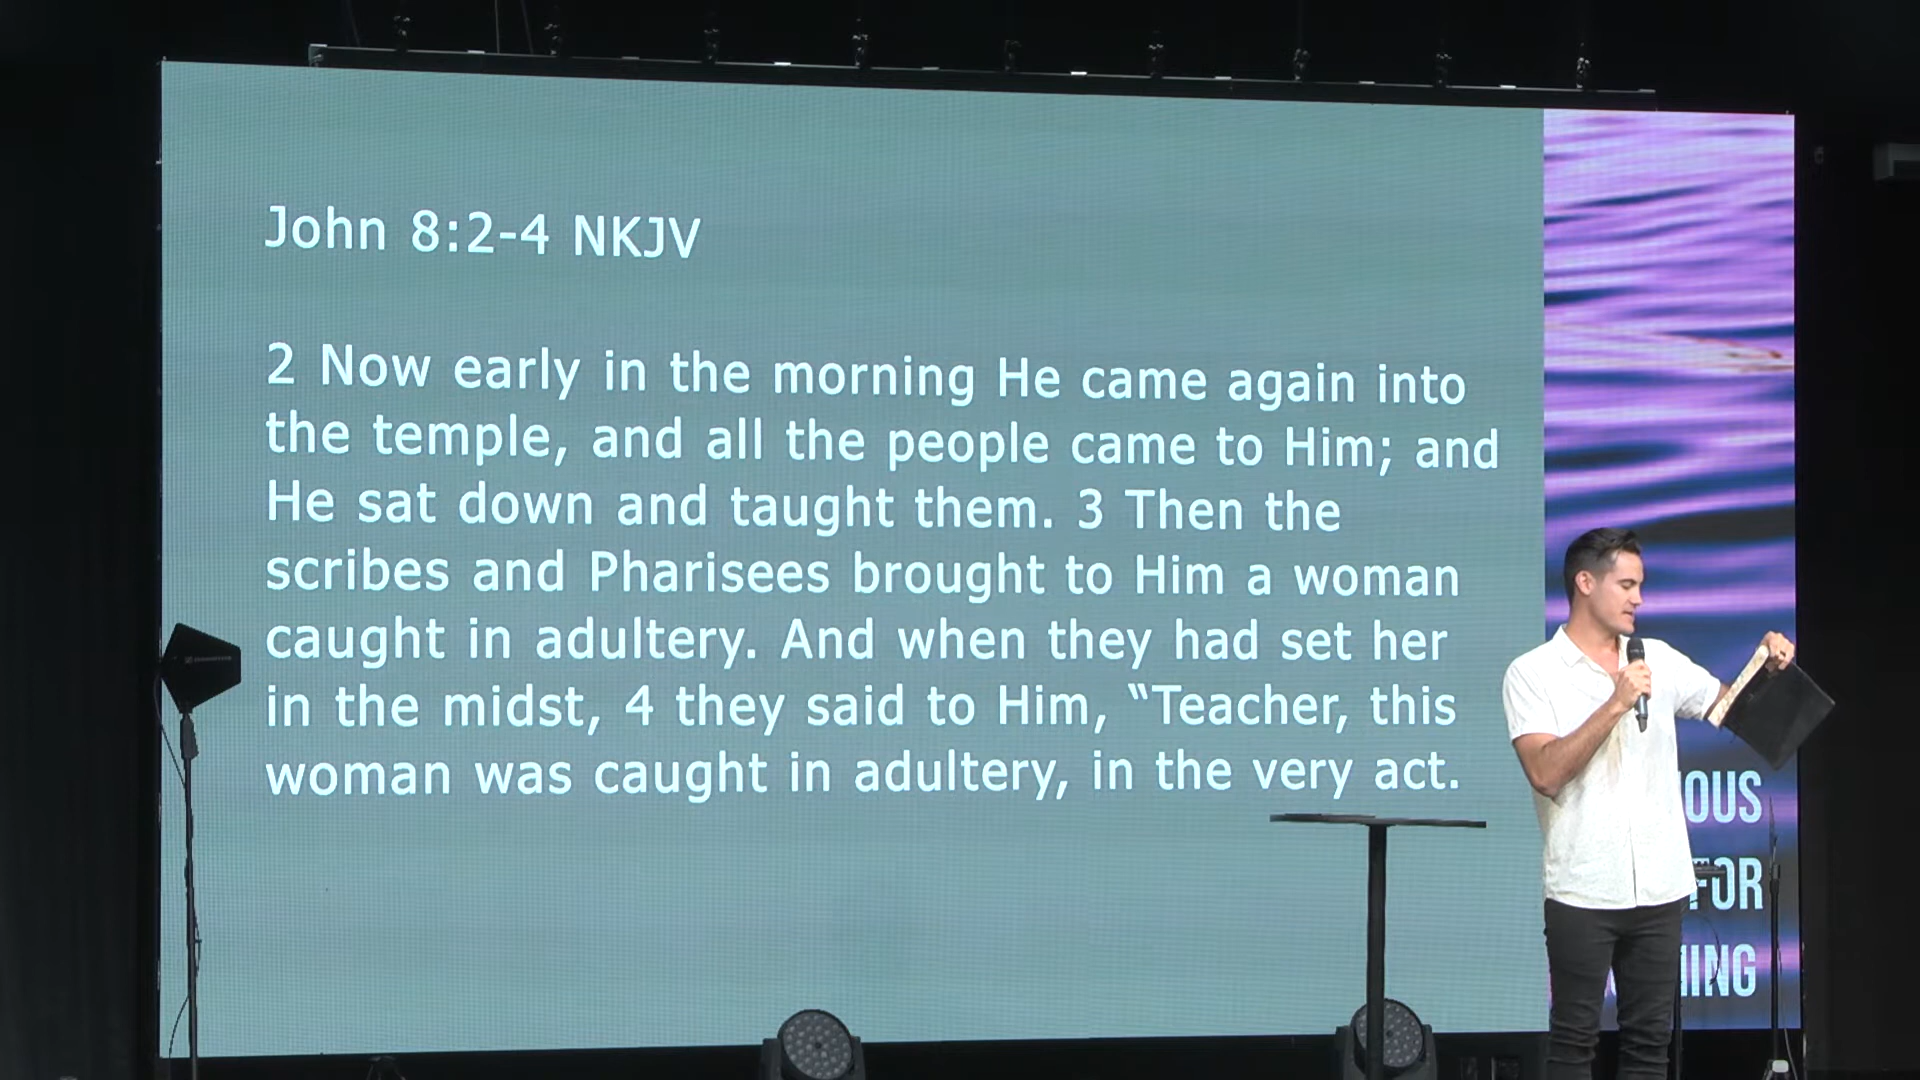 John 8:2-4 NKJV
2 Now early in the morning He came again into
the temple, and all the people came to Him; and
He sat down and taught them. 3 Then the
scribes and Pharisees brought to Him a woman
caught in adultery. And when they had set her
in the midst, 4 they said to Him, “Teacher, this
woman was caught in adultery, in the very act.
FOR